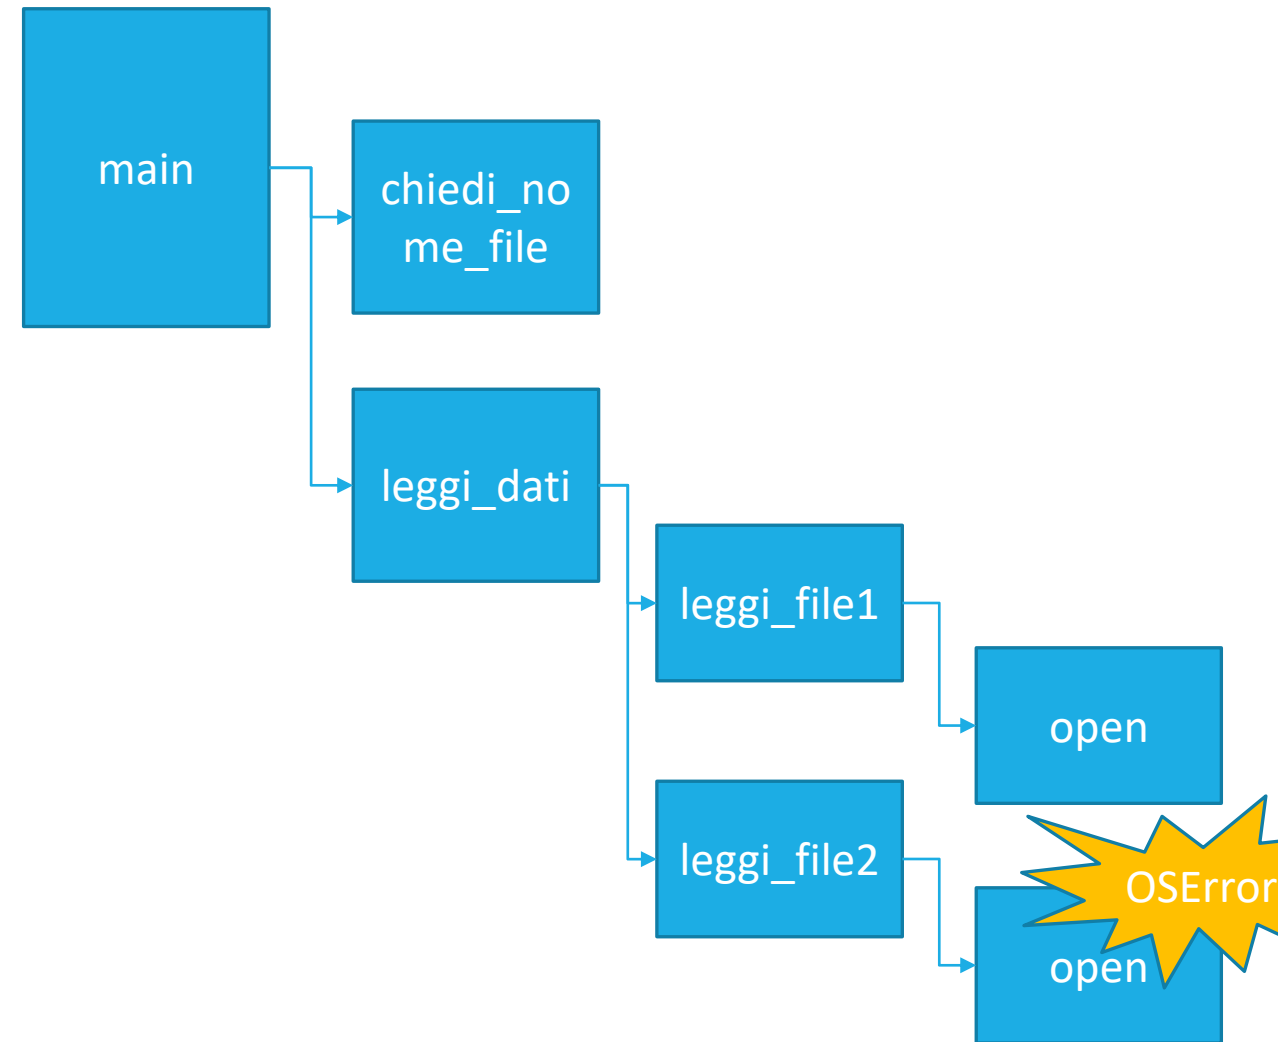 main
chiedi_no
me_file
leggi_dati
leggi_file1
open
leggi_file2
OSError
open